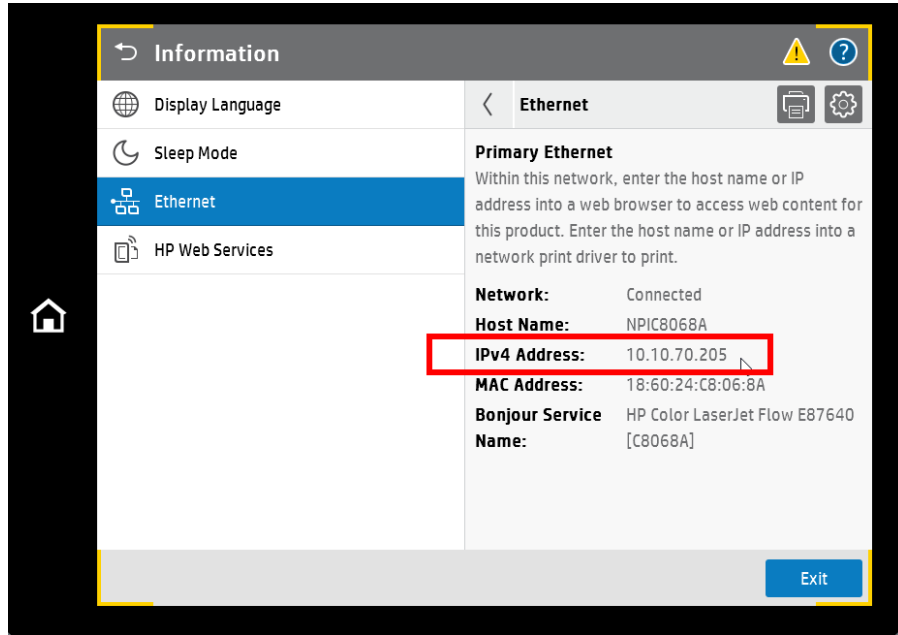 Information
Display Language
Sleep Mode
Ethernet
HP Web Services
Ethernet
Primary Ethernet
Within this network, enter the host name or IP
address into a web browser to access web content for
this product. Enter the host name or IP address into a
network print driver to print.
Network: Connected
Host Name: NPIC8068A
IPv4 Address: 10.10.70.205
MAC Address: 18:60:24:C8:06:8A
Bonjour Service HP Color LaserJet Flow E87640
Name: [C8068A]
Exit